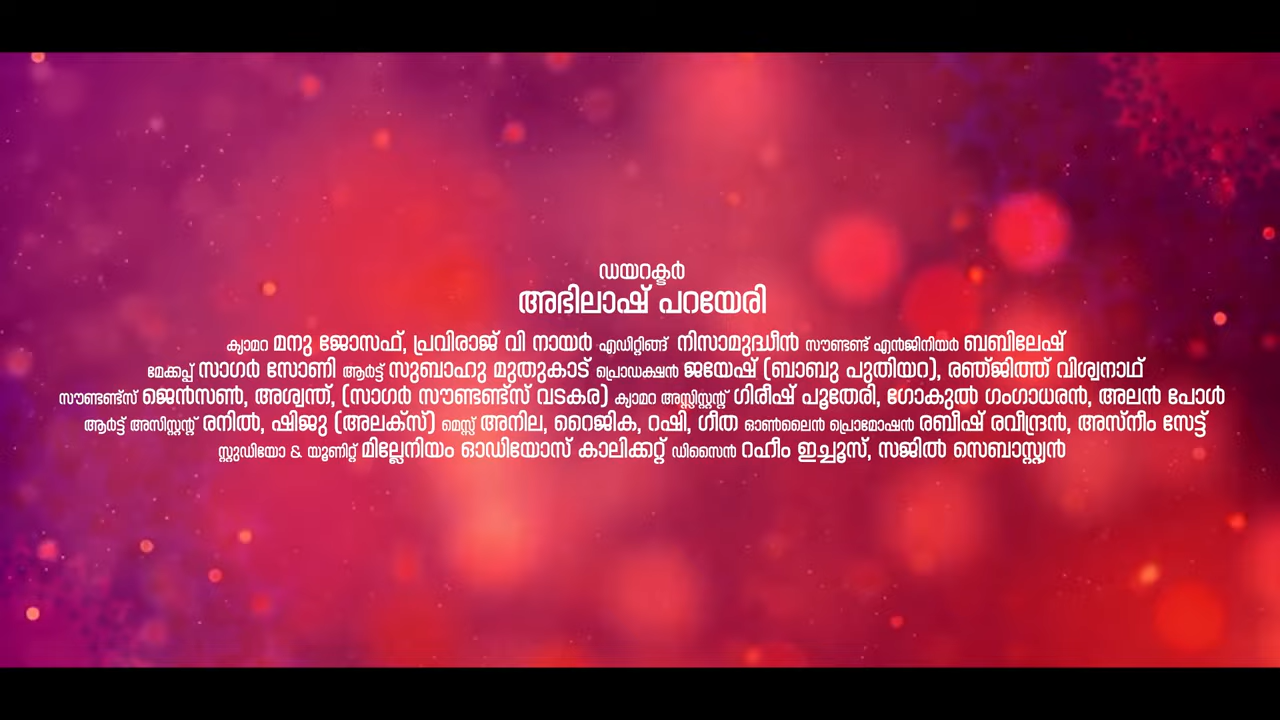 ഡയറക്ടർ
അഭിലാഷ് പറയേരി
ക്യാമറ മനു ജോസഫ്, പ്രവിരാജ് വി നായർ എഡിറ്റിങ്ങ് നിസാമുദ്ധീൻ സൗണ്ടണ്ട് എൻജിനിയർ ബബിലേഷ്
മേക്കപ്പ് സാഗർ സോണി ആർട്ട് സുബാഹു മുതുകാട് പ്രൊഡക്ഷൻ ജയേഷ് (ബാബു പുതിയറ), രഞ്ജിത്ത് വിശ്വനാഥ്
സൗണ്ടണ്ട്സ് ജെൻസൺ, അശ്വന്ത്, (സാഗർ സൗണ്ടണ്ട്സ് വടകര) ക്യാമറ അസ്സിസ്റ്റന്റ് ഗിരീഷ് പൂതേരി, ഗോകുൽ ഗംഗാധരൻ, അലൻ പോൾ
ആർട്ട് അസിസ്റ്റന്റ് രനിൽ, ഷിജു (അലക്സ്) മെസ്സ് അനില, റൈജിക, റഷി, ഗീത ഓൺലൈൻ പ്രൊമോഷൻ രബീഷ് രവീന്ദ്രൻ, അസ്നീം സേട്ട്
സ്റ്റുഡിയോ & യൂണിറ്റ് മില്ലേനിയം ഓഡിയോസ് കാലിക്കറ്റ് ഡിസൈൻ റഹീം ഇച്ചൂസ്, സജിൽ സെബാസ്റ്റ്യൻ